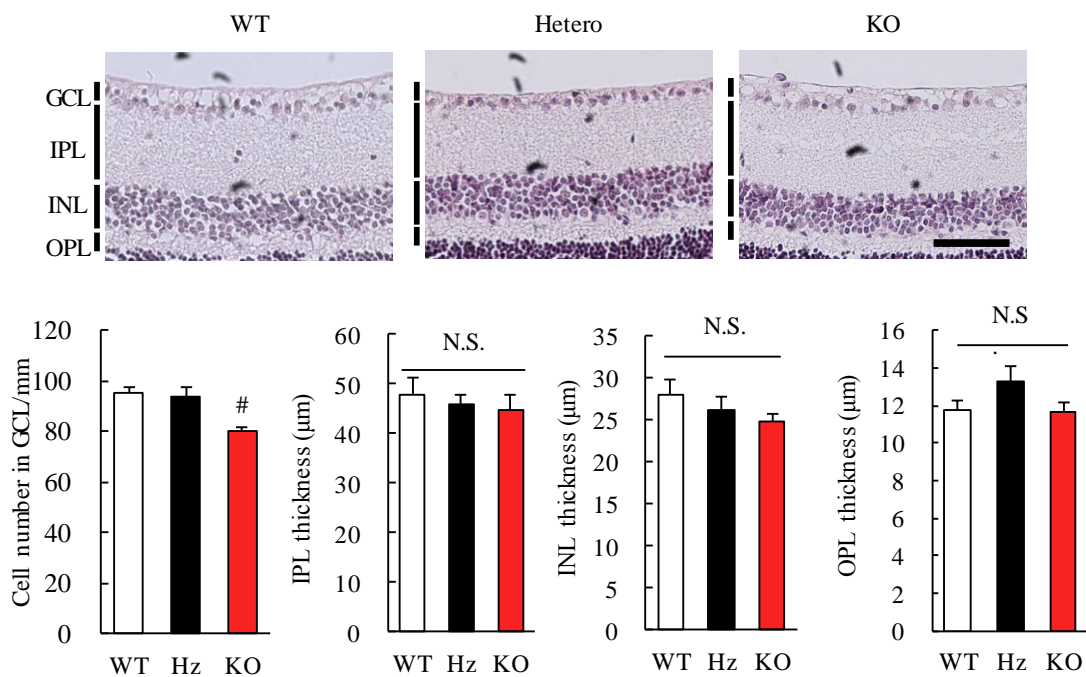 WT Hetero KO
GCL
IPL
INL
OPL
Cell number in GCL/mm
120
100
80
60
40
20
0
#
WT Hz KO
IPL thickness (μm)
60
50
40
30
20
10
0
N.S.
WT Hz KO
INL thickness (μm)
35
30
25
20
15
10
5
0
N.S.
WT Hz KO
OPL thickness (μm)
16
14
12
10
8
6
4
2
0
N.S
WT Hz KO